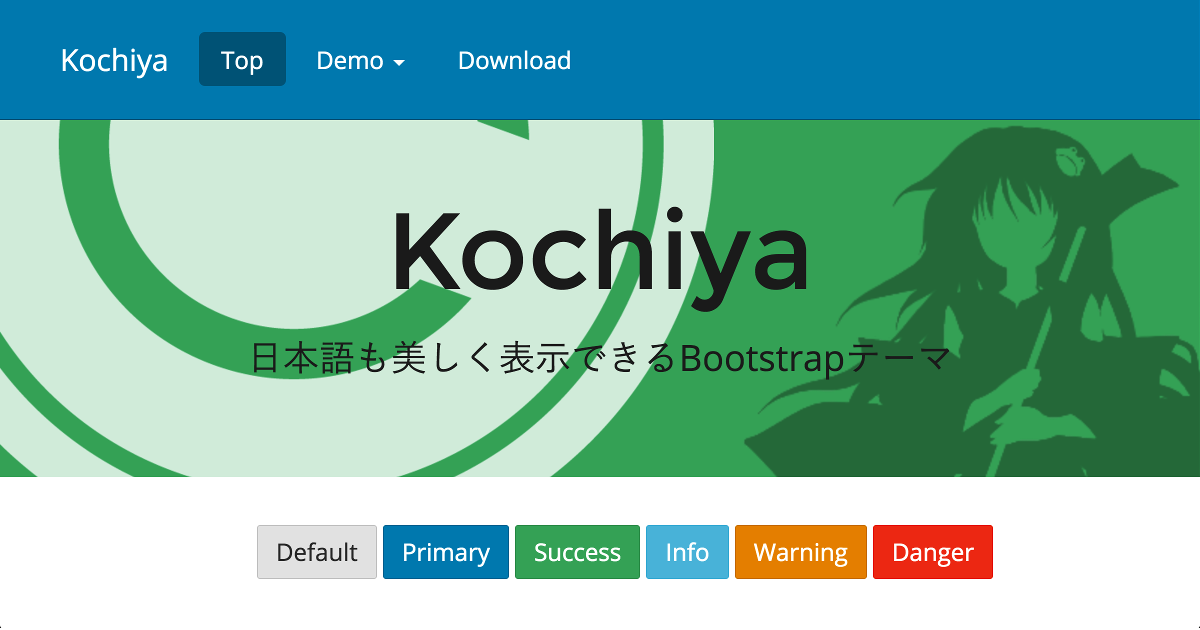 Kochiya Top Demo Download
Kochiya
日本語も美しく表示できるBootstrapテーマ
Default Primary Success Info Warning Danger